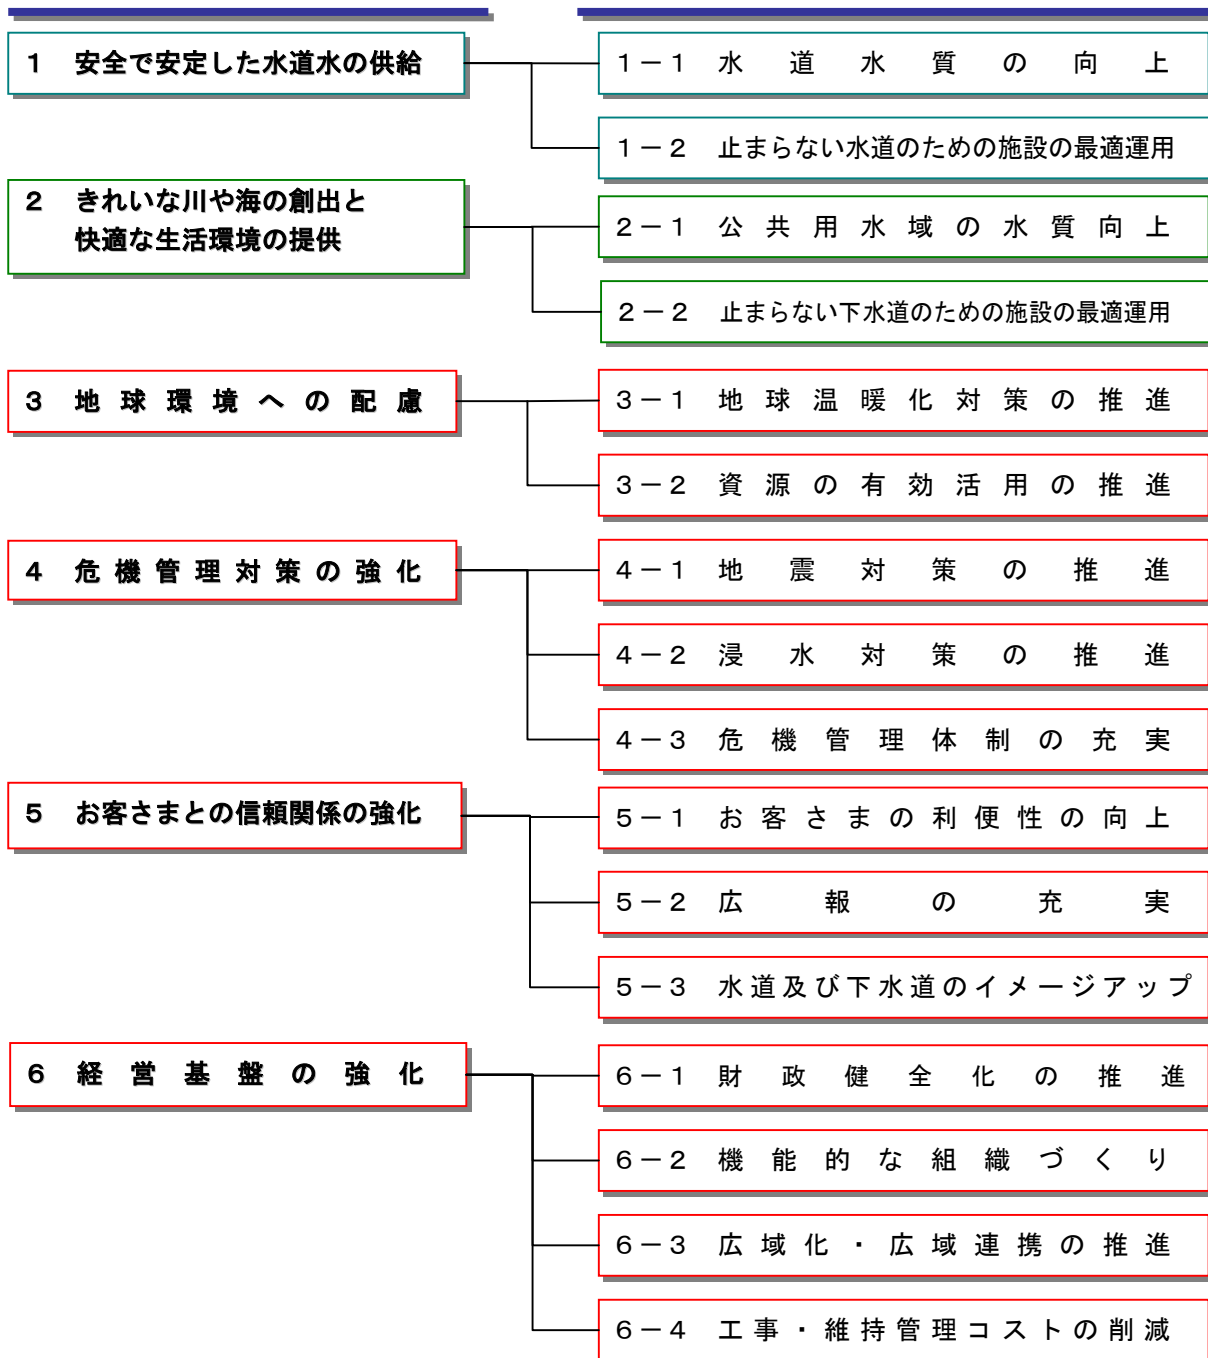 1 安全で安定した水道水の供給
1-1 水道水質の向上
1-2 止まらない水道のための施設の最適運用
2 きれいな川や海の創出と
快適な生活環境の提供
2-1 公共用水域の水質向上
2-2 止まらない下水道のための施設の最適運用
3 地球環境への配慮
3-1 地球温暖化対策の推進
3-2 資源の有効活用の推進
4 危機管理対策の強化
4-1 地震対策の推進
4-2 浸水対策の推進
4-3 危機管理体制の充実
5 お客さまとの信頼関係の強化
5-1 お客さまの利便性の向上
5-2 広報の充実
5-3 水道及び下水道のイメージアップ
6 経営基盤の強化
6-1 財政健全化の推進
6-2 機能的な組織づくり
6-3 広域化・広域連携の推進
6-4 工事・維持管理コストの削減